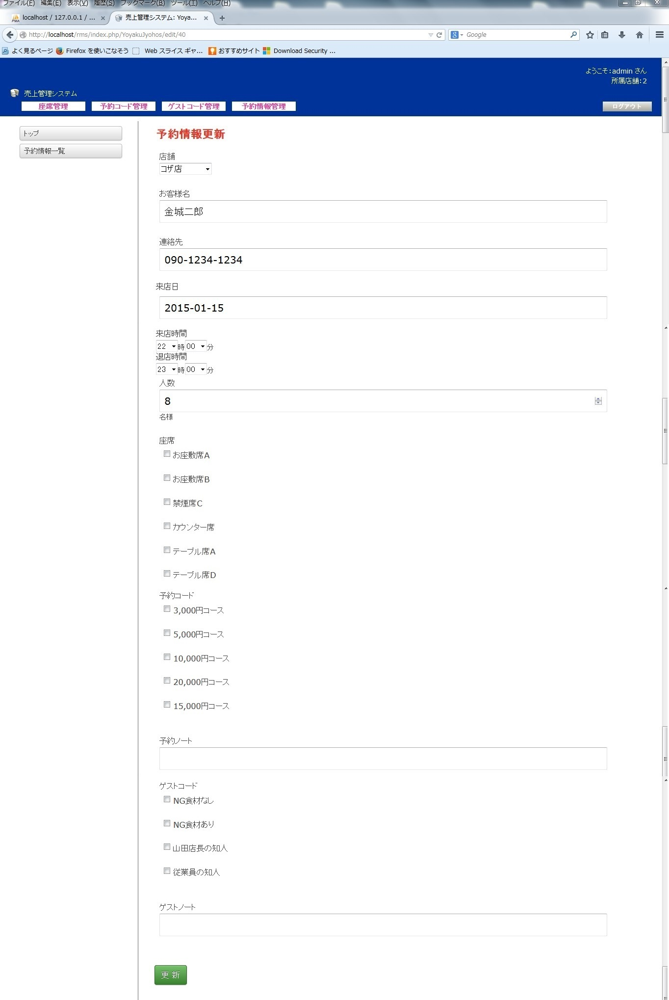 ファイル(F) 編集(E) 表示(V) 履歴(S) ブックマーク(B) ツール(T) ヘルプ(H)
localhost / 127.0.0.1 / ... 売上管理システム: Yoya...
http://localhost/rms/index.php/YoyakuJyohos/edit/40 Google
よく見るページ Firefox を使いこなそう Web スライス ギャ... おすすめサイト Download Security ...
ようこそ:admin さん
所属店舗:2
売上管理システム
座席管理 予約コード管理 ゲストコード管理 予約情報管理 ログアウト
トップ
予約情報一覧
予約情報更新
店舗
コザ店
お客様名
金城二郎
連絡先
090-1234-1234
来店日
2015-01-15
来店時間
22 時 00 分
退店時間
23 時 00 分
人数
8
名様
座席
お座敷席A
お座敷席B
禁煙席C
カウンター席
テーブル席A
テーブル席D
予約コード
3,000円コース
5,000円コース
10,000円コース
20,000円コース
15,000円コース
予約ノート
ゲストコード
NG食材なし
NG食材あり
山田店長の知人
従業員の知人
ゲストノート
更 新